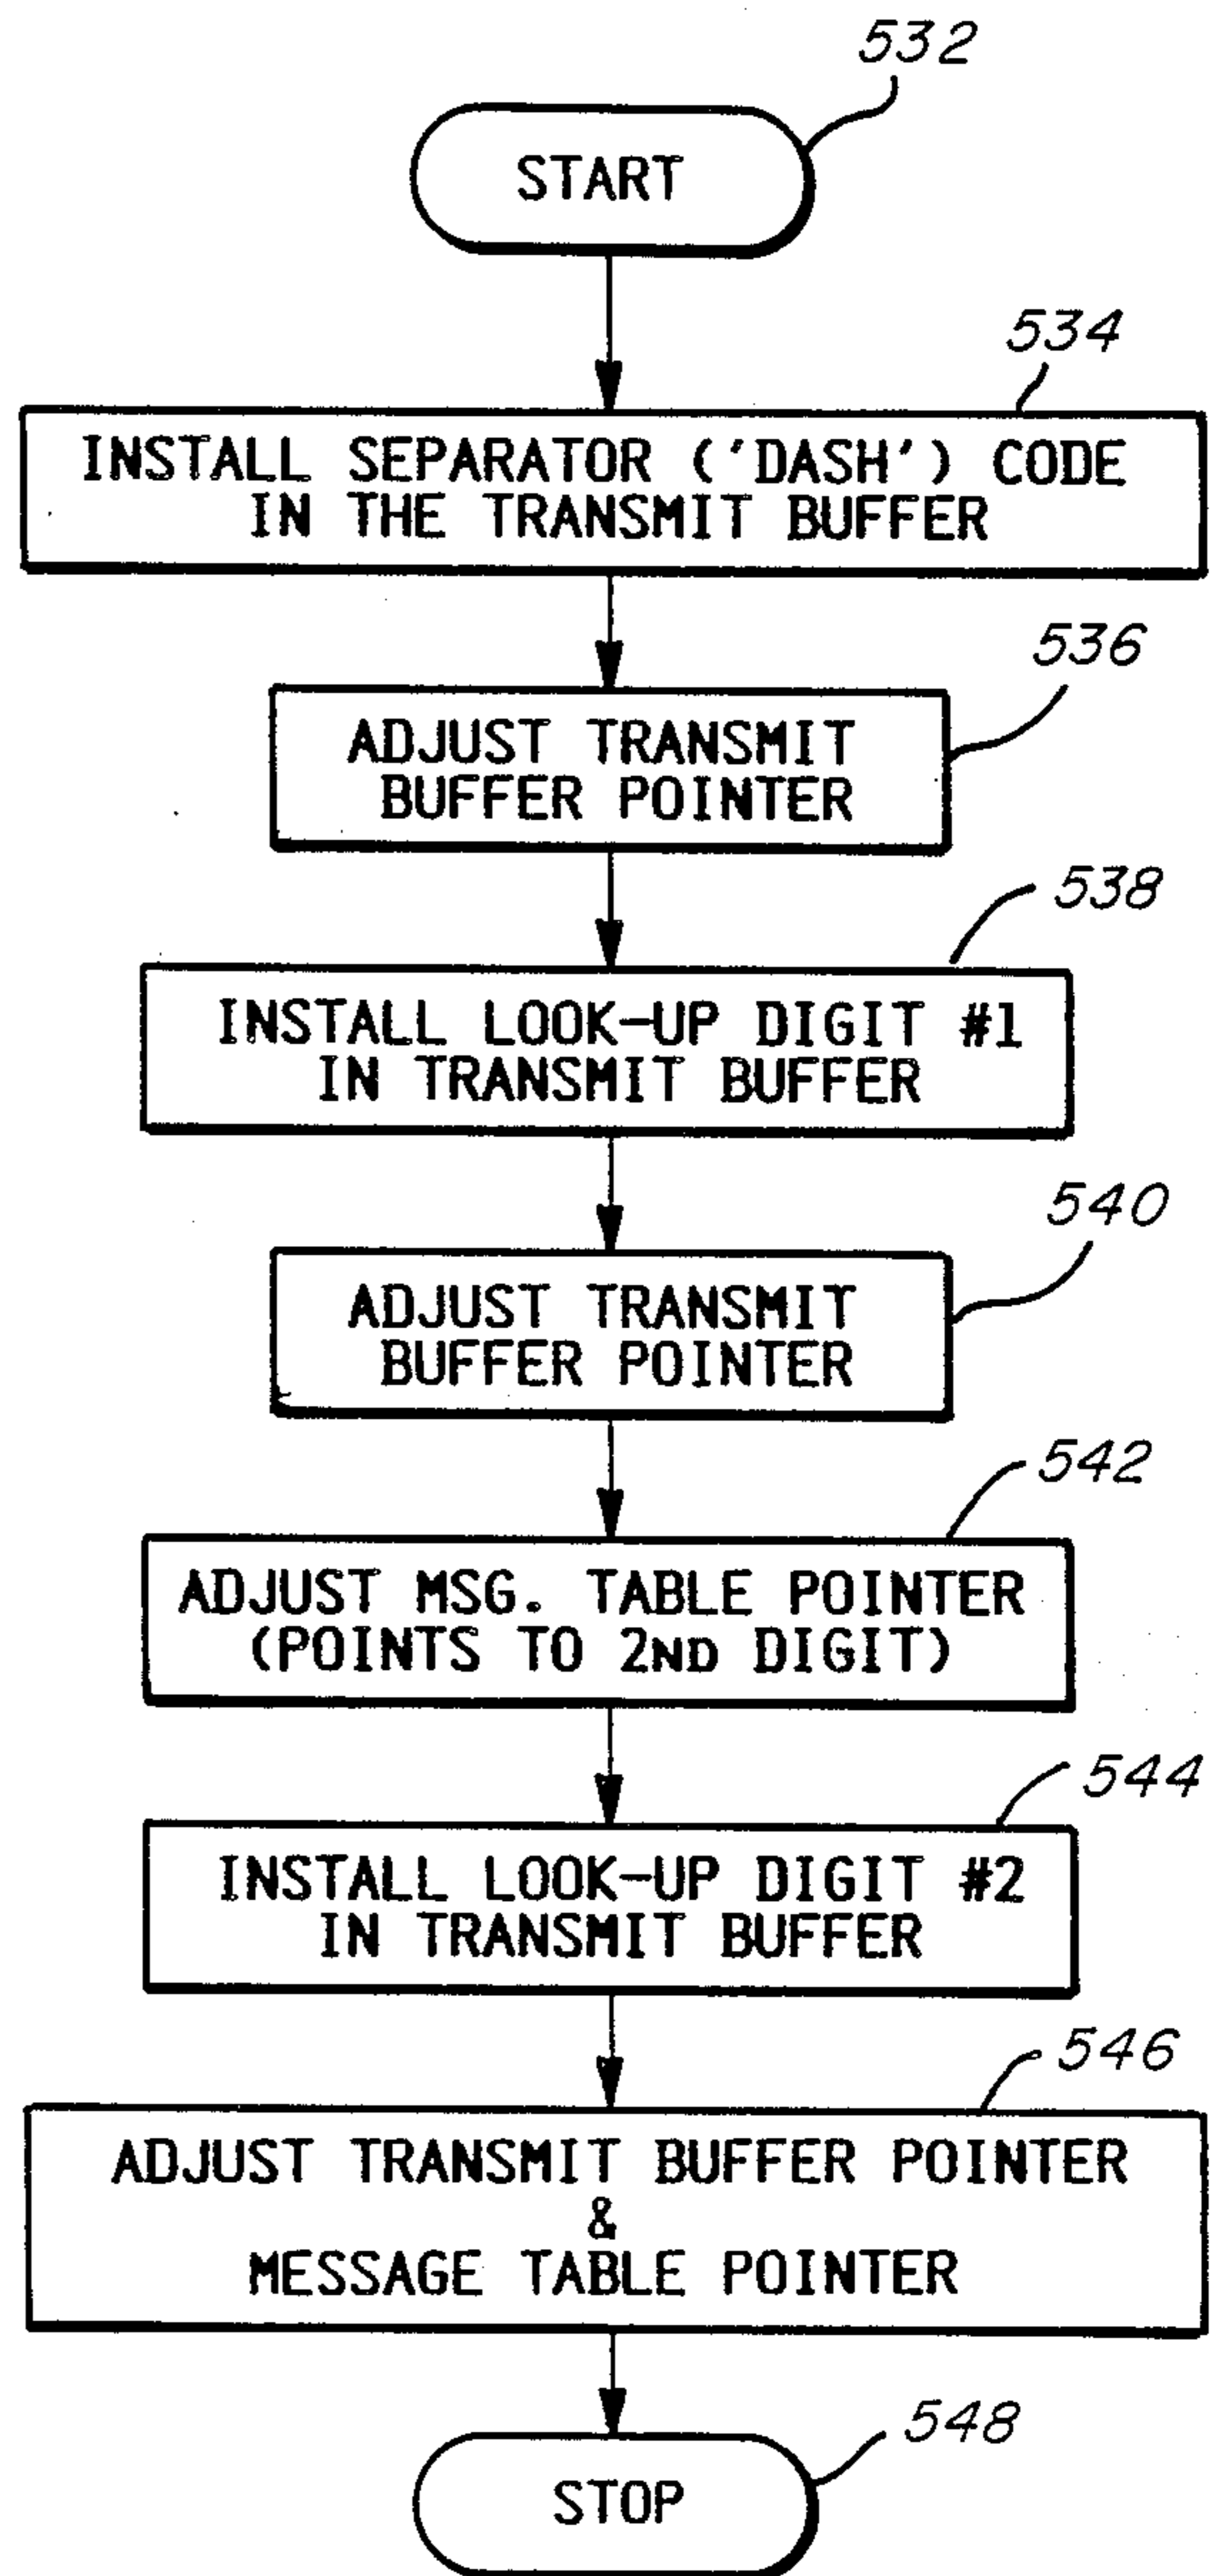 532
START
534
INSTALL SEPARATOR ('DASH') CODE
IN THE TRANSMIT BUFFER
536
ADJUST TRANSMIT
BUFFER POINTER
538
INSTALL LOOK-UP DIGIT #1
IN TRANSMIT BUFFER
540
ADJUST TRANSMIT
BUFFER POINTER
542
ADJUST MSG. TABLE POINTER
(POINTS TO 2ND DIGIT)
544
INSTALL LOOK-UP DIGIT #2
IN TRANSMIT BUFFER
546
ADJUST TRANSMIT BUFFER POINTER
&
MESSAGE TABLE POINTER
548
STOP